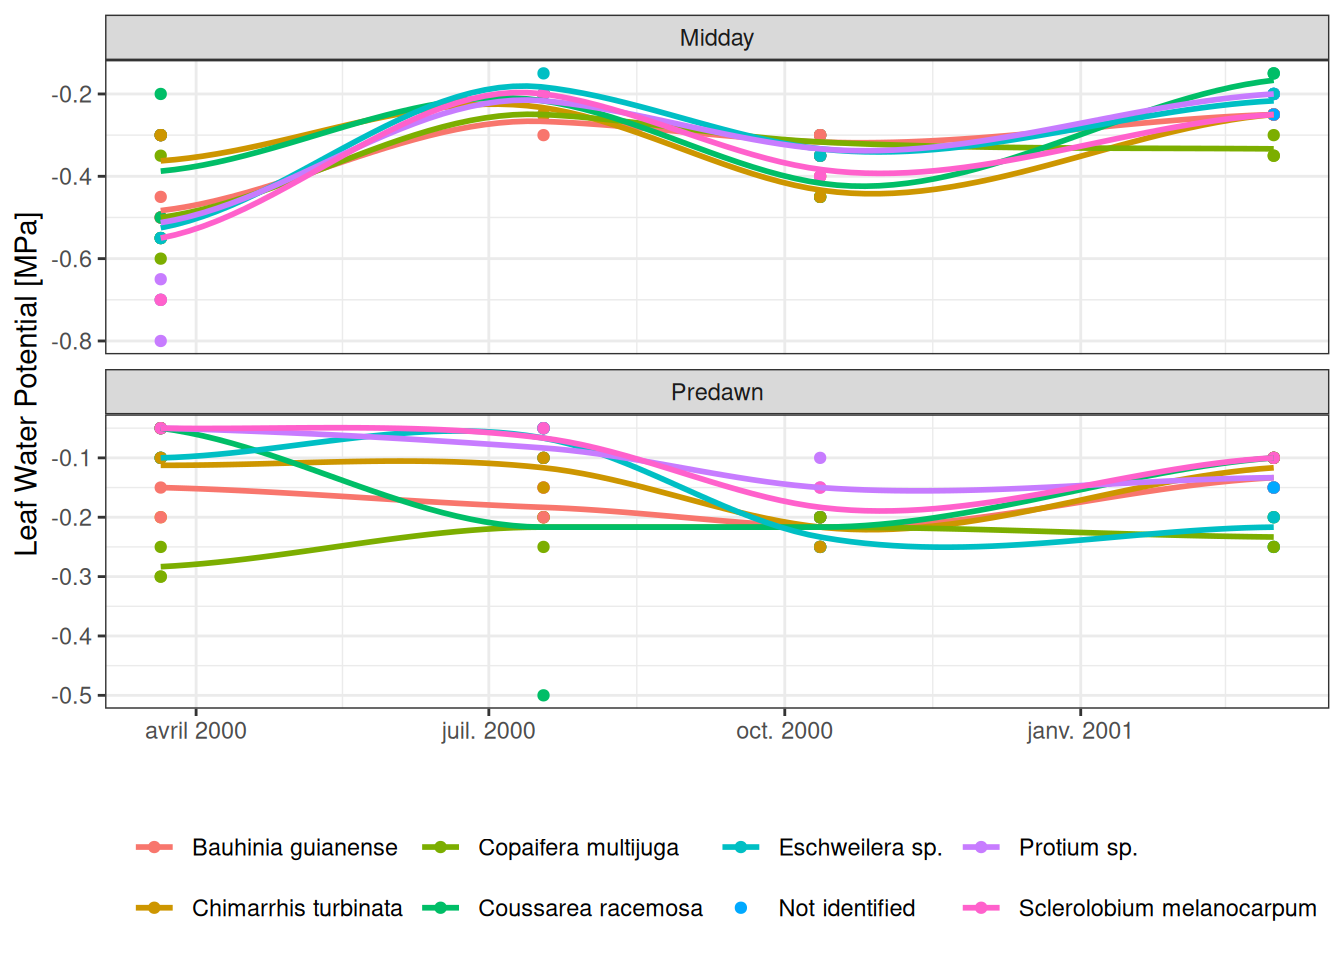 Midday
-0.2
-0.4
-0.6
-0.8
Leaf Water Potential [MPa]
Predawn
-0.1
-0.2
-0.3
-0.4
-0.5
avril 2000 juil. 2000 oct. 2000 janv. 2001
Bauhinia guianense Copaifera multijuga Eschweilera sp. Protium sp.
Chimarrhis turbinata Coussarea racemosa Not identified Sclerolobium melanocarpum